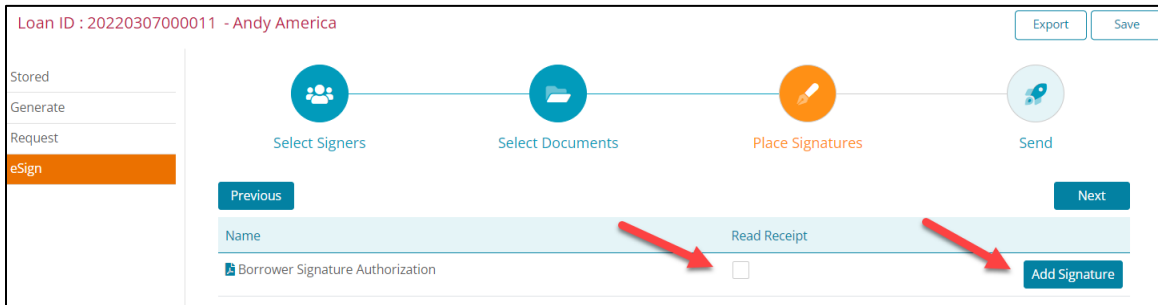 Loan ID : 20220307000011 - Andy America
Export
Save
Stored
Generate
Request
eSign
Select Signers
Select Documents
Place Signatures
Send
Previous
Next
Name
Read Receipt
Borrower Signature Authorization
Add Signature